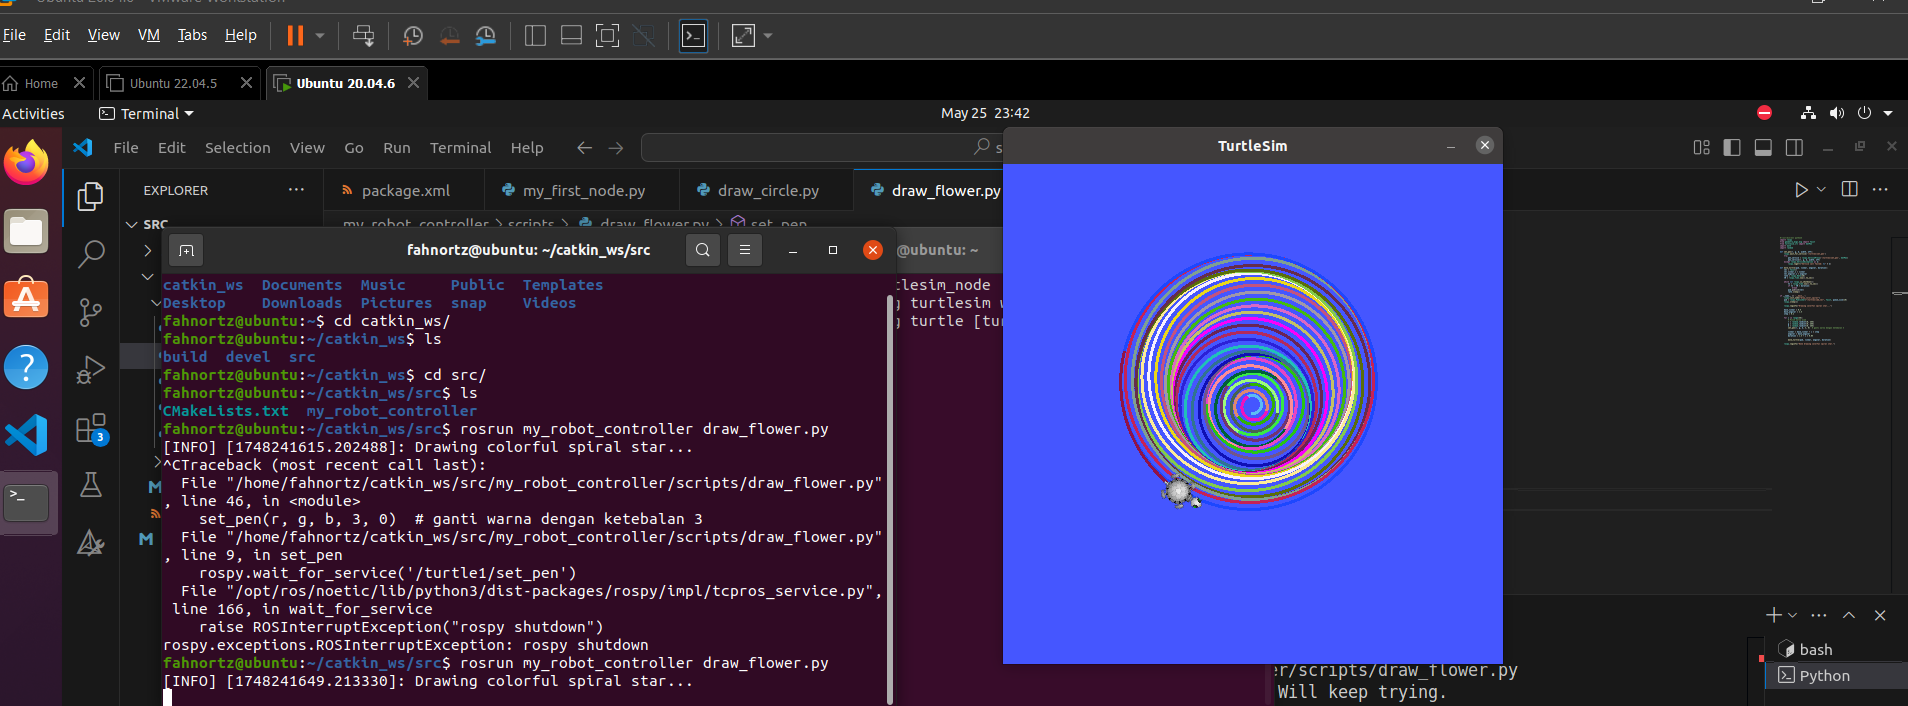 File Edit View VM Tabs Help
Home Ubuntu 22.04.5 Ubuntu 20.04.6
Activities Terminal May 25 23:42
File Edit Selection View Go Run Terminal Help
EXPLORER ... package.xml my_first_node.py draw_circle.py draw_flower.py
SRC my_robot_controller > scripts > draw_flower.py > set_pen
TurtleSim
fahnortz@ubuntu: ~/catkin_ws/src
@ubuntu: ~
catkin_ws Documents Music Public Templates
Desktop Downloads Pictures snap Videos
fahnortz@ubuntu:~$ cd catkin_ws/
fahnortz@ubuntu:~/catkin_ws$ ls
build devel src
fahnortz@ubuntu:~/catkin_ws$ cd src/
fahnortz@ubuntu:~/catkin_ws/src$ ls
CMakeLists.txt my_robot_controller
fahnortz@ubuntu:~/catkin_ws/src$ rosrun my_robot_controller draw_flower.py
[INFO] [1748241615.202488]: Drawing colorful spiral star...
^CTraceback (most recent call last):
File "/home/fahnortz/catkin_ws/src/my_robot_controller/scripts/draw_flower.py"
, line 46, in <module>
set_pen(r, g, b, 3, 0) # ganti warna dengan ketebalan 3
File "/home/fahnortz/catkin_ws/src/my_robot_controller/scripts/draw_flower.py"
, line 9, in set_pen
rospy.wait_for_service('/turtle1/set_pen')
File "/opt/ros/noetic/lib/python3/dist-packages/rospy/impl/tcpros_service.py",
line 166, in wait_for_service
raise ROSInterruptException("rospy shutdown")
rospy.exceptions.ROSInterruptException: rospy shutdown
fahnortz@ubuntu:~/catkin_ws/src$ rosrun my_robot_controller draw_flower.py
[INFO] [1748241649.213330]: Drawing colorful spiral star...
tlesim_node
g turtlesim w
g turtle [tur
3
M
M
er/scripts/draw_flower.py
Will keep trying.
bash
Python